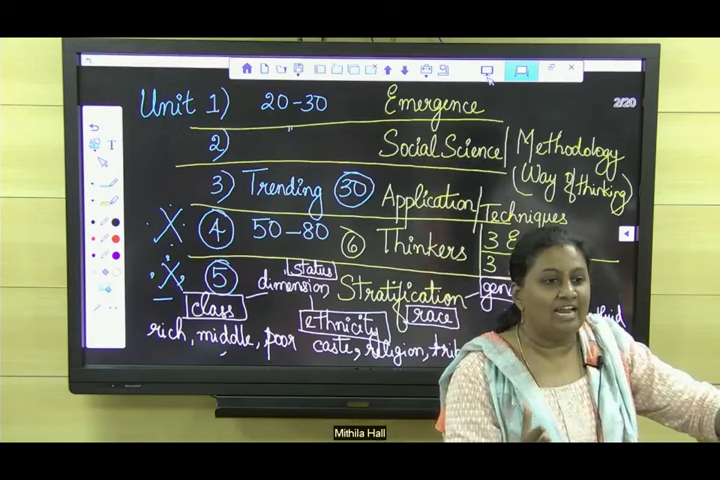 2/20
Unit 1) 20-30 Emergence
2) Social Science / Methodology
(Way of thinking)
3) Trending 30 Application / Techniques
X 4 50-80 6 Thinkers 3
3
X 5 status
dimension Stratification
class ethnicity race
rich, middle, poor caste, religion,
T
Mithila Hall